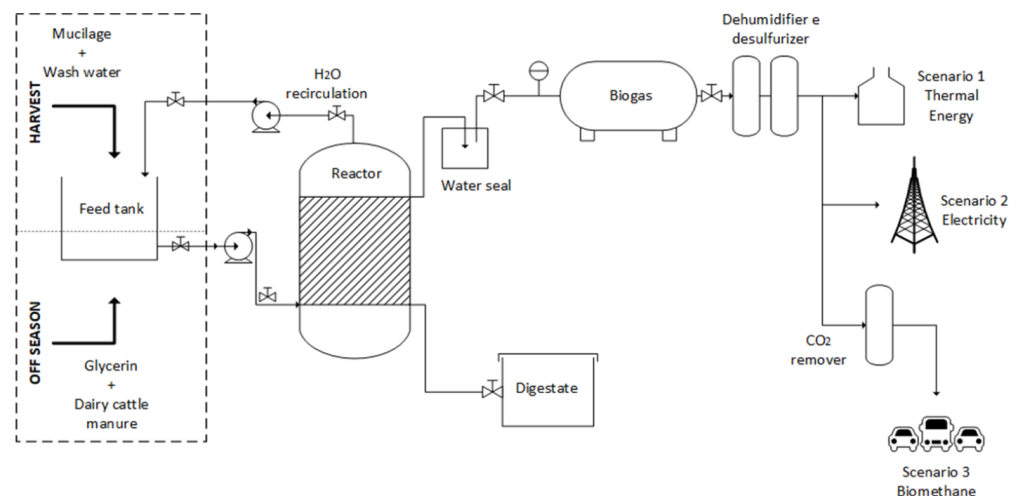 Mucilage
+
Wash water
HARVEST
Feed tank
OFF SEASON
Glycerin
+
Dairy cattle
manure
H2O
recirculation
Reactor
Water seal
Digestate
Biogas
Dehumidifier e
desulfurizer
Scenario 1
Thermal
Energy
Scenario 2
Electricity
CO2
remover
Scenario 3
Biomethane